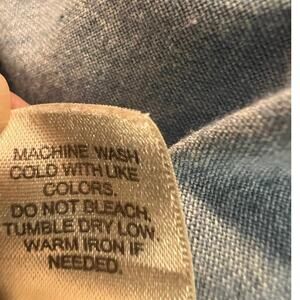 MACHINE WASH
COLD WITH LIKE
COLORS.
DO NOT BLEACH.
TUMBLE DRY LOW.
WARM IRON IF
NEEDED.